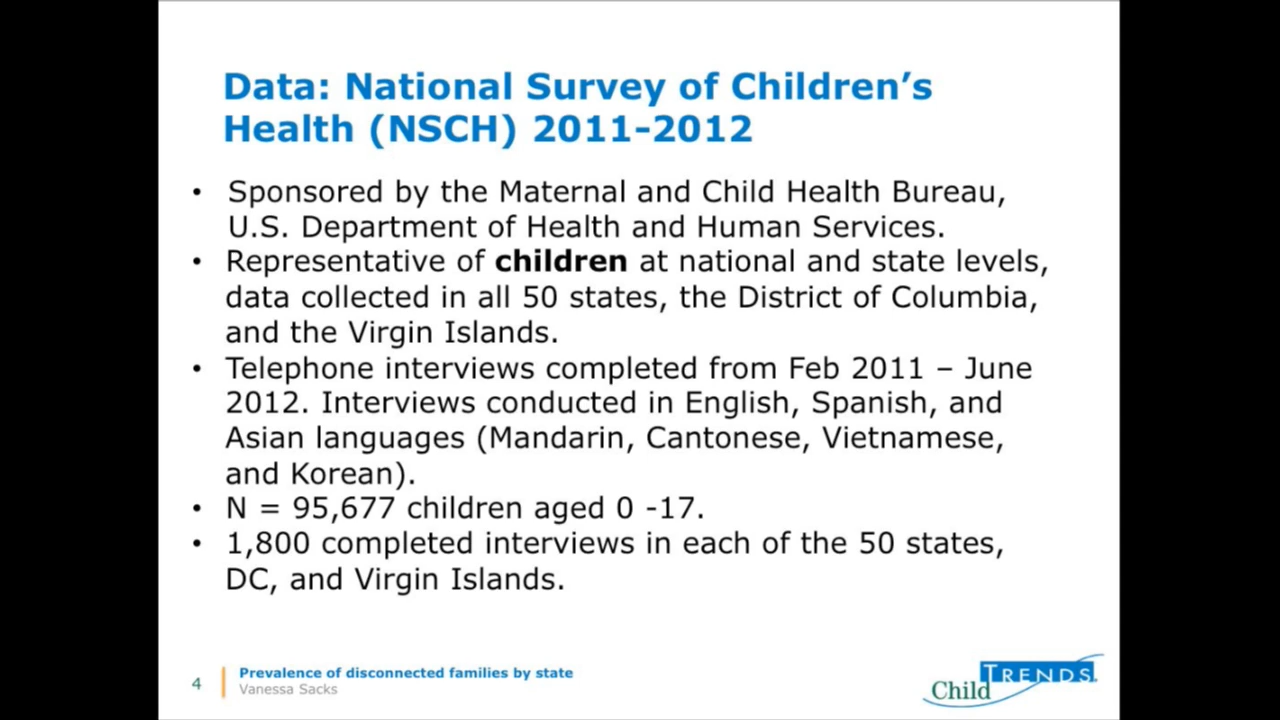 Data: National Survey of Children's
Health (NSCH) 2011-2012
• Sponsored by the Maternal and Child Health Bureau,
U.S. Department of Health and Human Services.
• Representative of children at national and state levels,
data collected in all 50 states, the District of Columbia,
and the Virgin Islands.
• Telephone interviews completed from Feb 2011 – June
2012. Interviews conducted in English, Spanish, and
Asian languages (Mandarin, Cantonese, Vietnamese,
and Korean).
• N = 95,677 children aged 0 -17.
• 1,800 completed interviews in each of the 50 states,
DC, and Virgin Islands.
4
Prevalence of disconnected families by state
Vanessa Sacks
Child TRENDS®